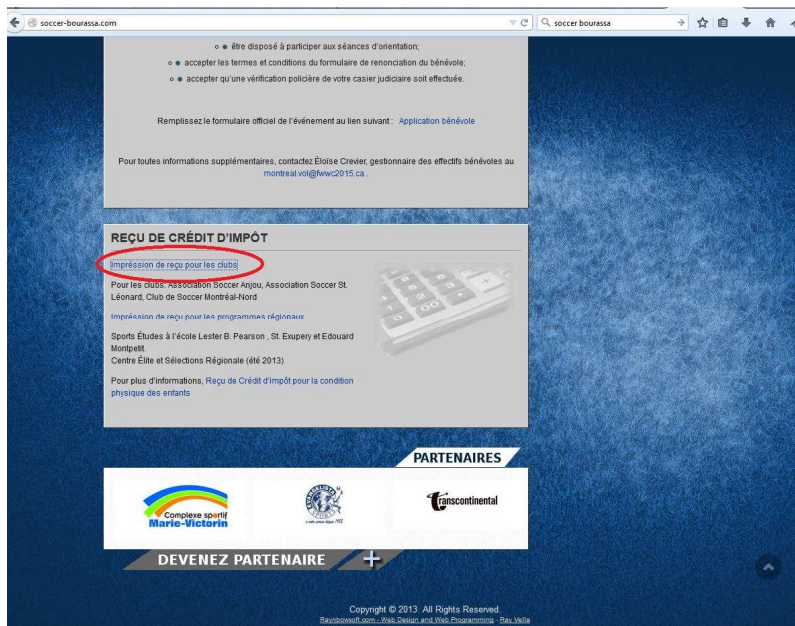 soccer-bourassa.com
soccer bourassa
être disposé à participer aux séances d'orientation;
accepter les termes et conditions du formulaire de renonciation du bénévole;
accepter qu'une vérification policière de votre casier judiciaire soit effectuée.
Remplissez le formulaire officiel de l'événement au lien suivant : Application bénévole
Pour toutes informations supplémentaires, contactez Éloïse Crevier, gestionnaire des effectifs bénévoles au
montreal.vol@fwwc2015.ca .
REÇU DE CRÉDIT D'IMPÔT
Impréssion de reçu pour les clubs
Pour les clubs: Association Soccer Anjou, Association Soccer St.
Léonard, Club de Soccer Montréal-Nord
Impréssion de reçu pour les programmes régionaux
Sports Études à l'école Lester B. Pearson , St. Exupery et Edouard
Montpetit.
Centre Élite et Sélections Régionale (été 2013)
Pour plus d'informations, Reçu de Crédit d'impôt pour la condition
physique des enfants
PARTENAIRES
Complexe sportif
Marie-Victorin
Transcontinental
DEVENEZ PARTENAIRE
Copyright © 2013. All Rights Reserved.
Raynbowsoft.com - Web Design and Web Programming - Ray Vella